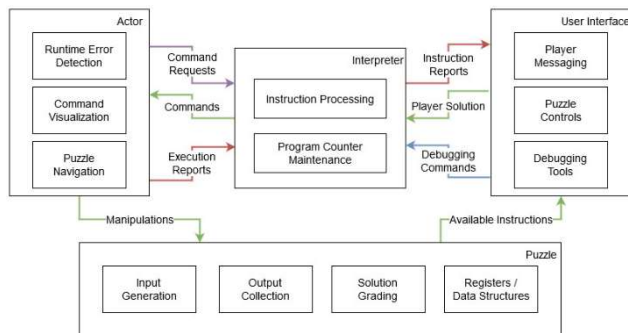 Actor
Runtime Error
Detection
Command
Visualization
Puzzle
Navigation
Command
Requests
Commands
Execution
Reports
Interpreter
Instruction Processing
Program Counter
Maintenance
Instruction
Reports
Player Solution
Debugging
Commands
User Interface
Player
Messaging
Puzzle
Controls
Debugging
Tools
Manipulations
Available Instructions
Puzzle
Input
Generation
Output
Collection
Solution
Grading
Registers /
Data Structures